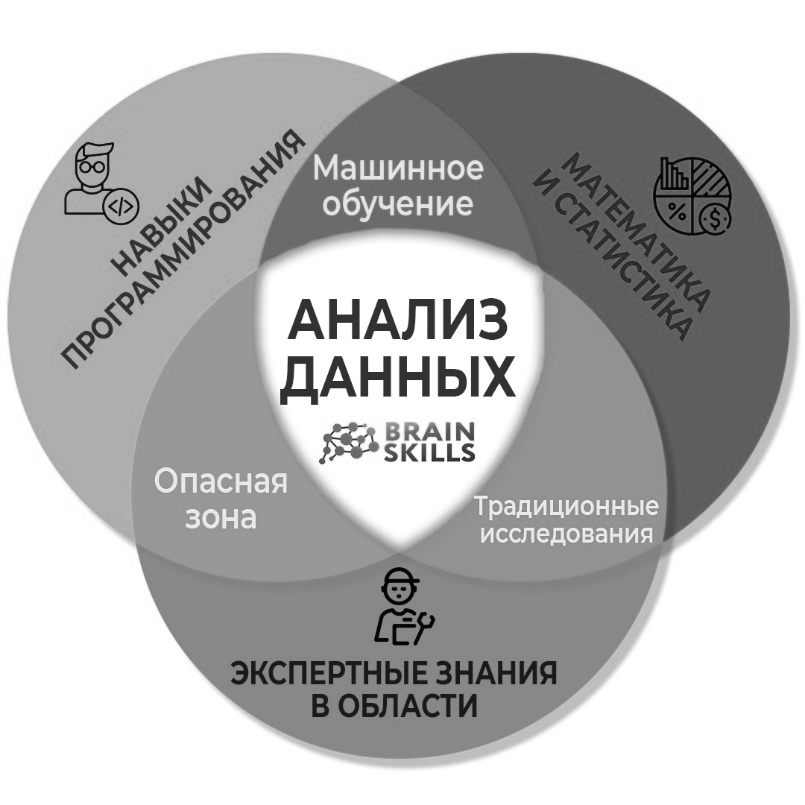 НАВЫКИ
ПРОГРАММИРОВАНИЯ
</>
Машинное
обучение
МАТЕМАТИКА
И СТАТИСТИКА
%
$
АНАЛИЗ
ДАННЫХ
BRAIN
SKILLS
Опасная
зона
Традиционные
исследования
ЭКСПЕРТНЫЕ ЗНАНИЯ
В ОБЛАСТИ